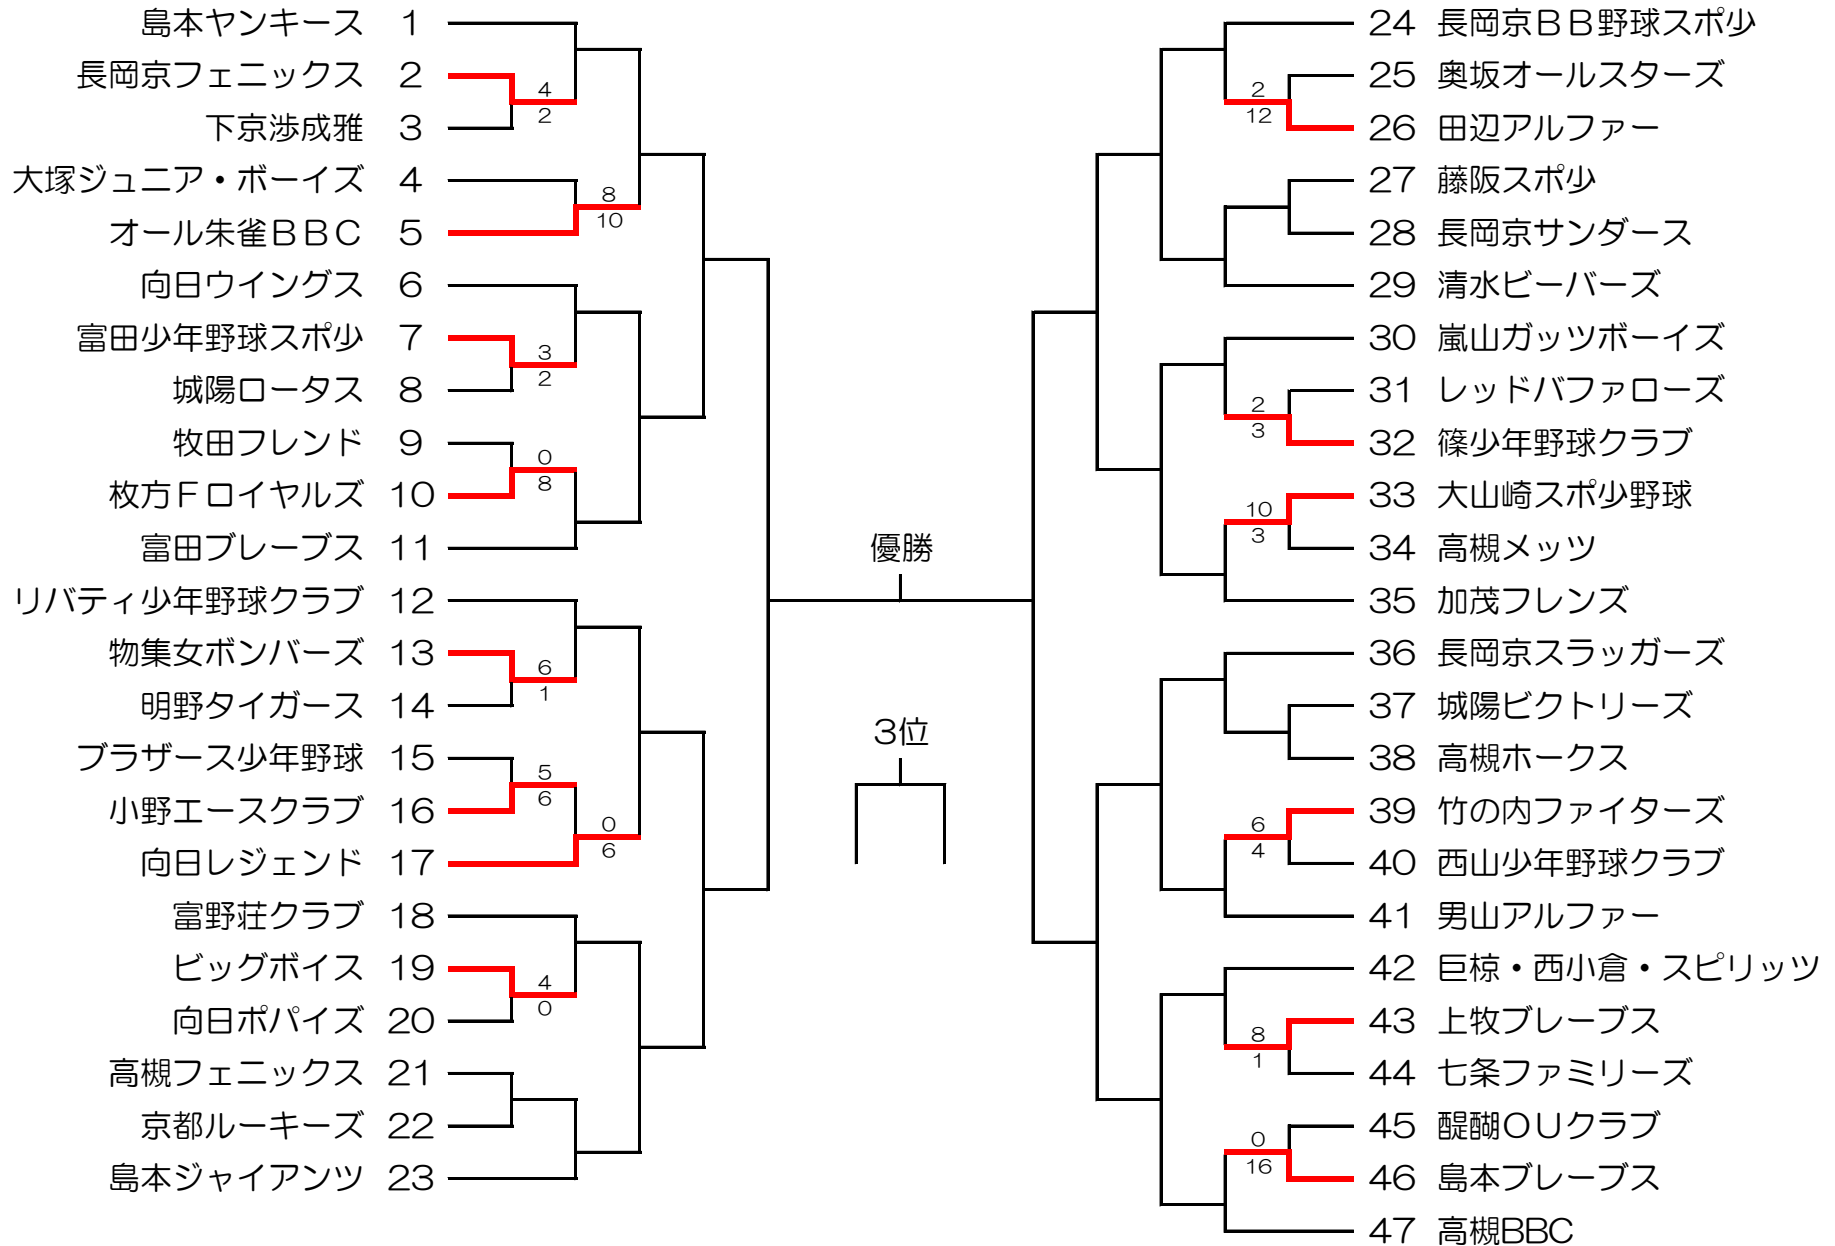 島本ヤンキース 1
長岡京フェニックス 2
4
2
下京渉成雅 3
大塚ジュニア・ボーイズ 4
8
10
オール朱雀ＢＢＣ 5
向日ウイングス 6
富田少年野球スポ少 7
3
2
城陽ロータス 8
牧田フレンド 9
0
8
枚方Ｆロイヤルズ 10
富田ブレーブス 11
リバティ少年野球クラブ 12
物集女ボンバーズ 13
6
1
明野タイガース 14
ブラザース少年野球 15
5
6
小野エースクラブ 16
0
6
向日レジェンド 17
富野荘クラブ 18
ビッグボイス 19
4
0
向日ポパイズ 20
高槻フェニックス 21
京都ルーキーズ 22
島本ジャイアンツ 23
優勝
3位
24 長岡京ＢＢ野球スポ少
25 奥坂オールスターズ
2
12
26 田辺アルファー
27 藤阪スポ少
28 長岡京サンダース
29 清水ビーバーズ
30 嵐山ガッツボーイズ
31 レッドバファローズ
2
3
32 篠少年野球クラブ
33 大山崎スポ少野球
10
3
34 高槻メッツ
35 加茂フレンズ
36 長岡京スラッガーズ
37 城陽ビクトリーズ
38 高槻ホークス
39 竹の内ファイターズ
6
4
40 西山少年野球クラブ
41 男山アルファー
42 巨椋・西小倉・スピリッツ
43 上牧ブレーブス
8
1
44 七条ファミリーズ
45 醍醐ＯＵクラブ
0
16
46 島本ブレーブス
47 高槻BBC